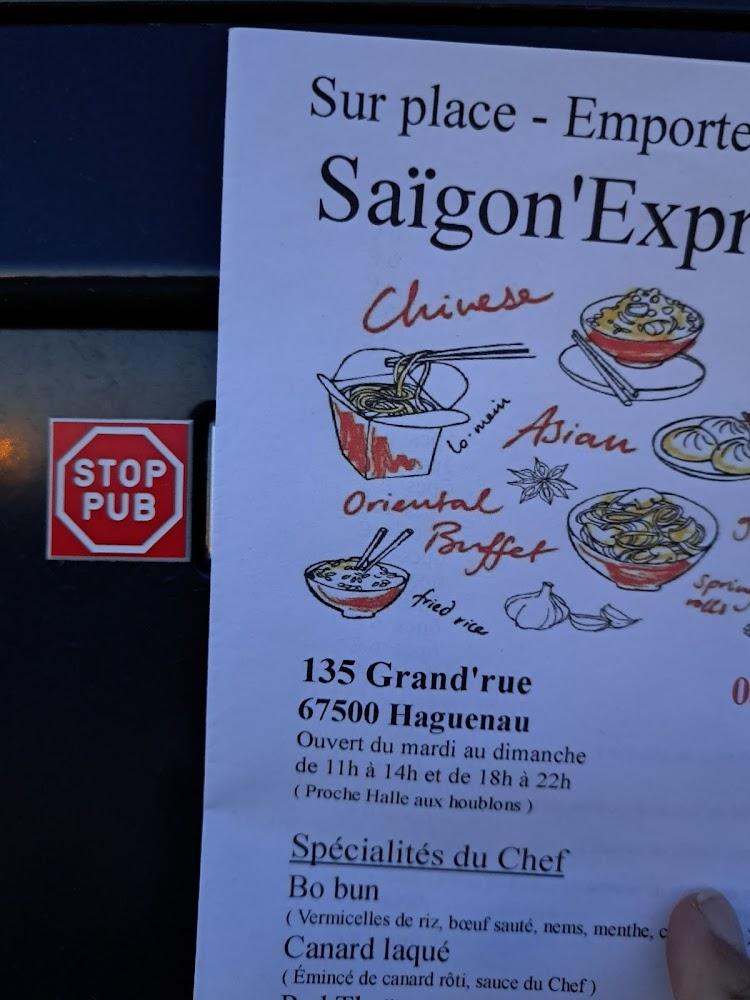 Sur place - Emporte
Saïgon'Expr
Chinese
lo-mein
Asian
Oriental
Buffet
fried rice
spring
rolls
STOP
PUB
135 Grand'rue
67500 Haguenau
Ouvert du mardi au dimanche
de 11h à 14h et de 18h à 22h
( Proche Halle aux houblons )
Spécialités du Chef
Bo bun
( Vermicelles de riz, bœuf sauté, nems, menthe, c
Canard laqué
( Émincé de canard rôti, sauce du Chef )